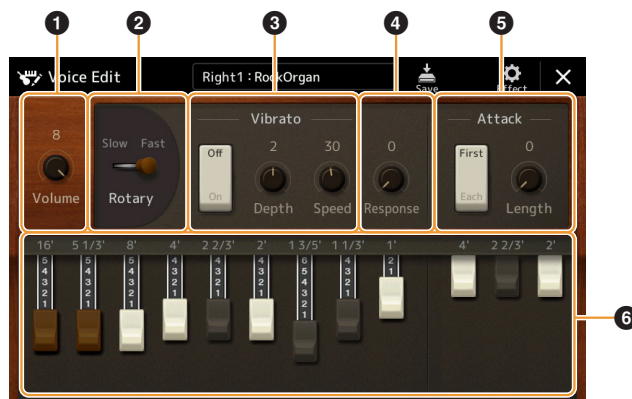 1 2 3 4 5
Voice Edit Right1 : RockOrgan Save Effect
Vibrato Attack
8 Slow Fast Off 2 30 0 First 0
On Each
Volume Rotary Depth Speed Response Length
16' 5 1/3' 8' 4' 2 2/3' 2' 1 3/5' 1 1/3' 1' 4' 2 2/3' 2'
6